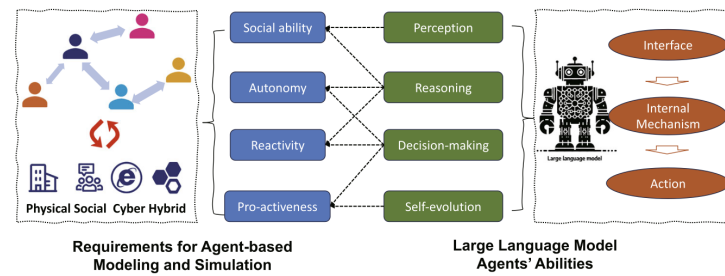 Social ability
Autonomy
Reactivity
Pro-activeness
Perception
Reasoning
Decision-making
Self-evolution
Interface
Internal
Mechanism
Action
Large language model
Physical Social Cyber Hybrid
Requirements for Agent-based
Modeling and Simulation
Large Language Model
Agents' Abilities